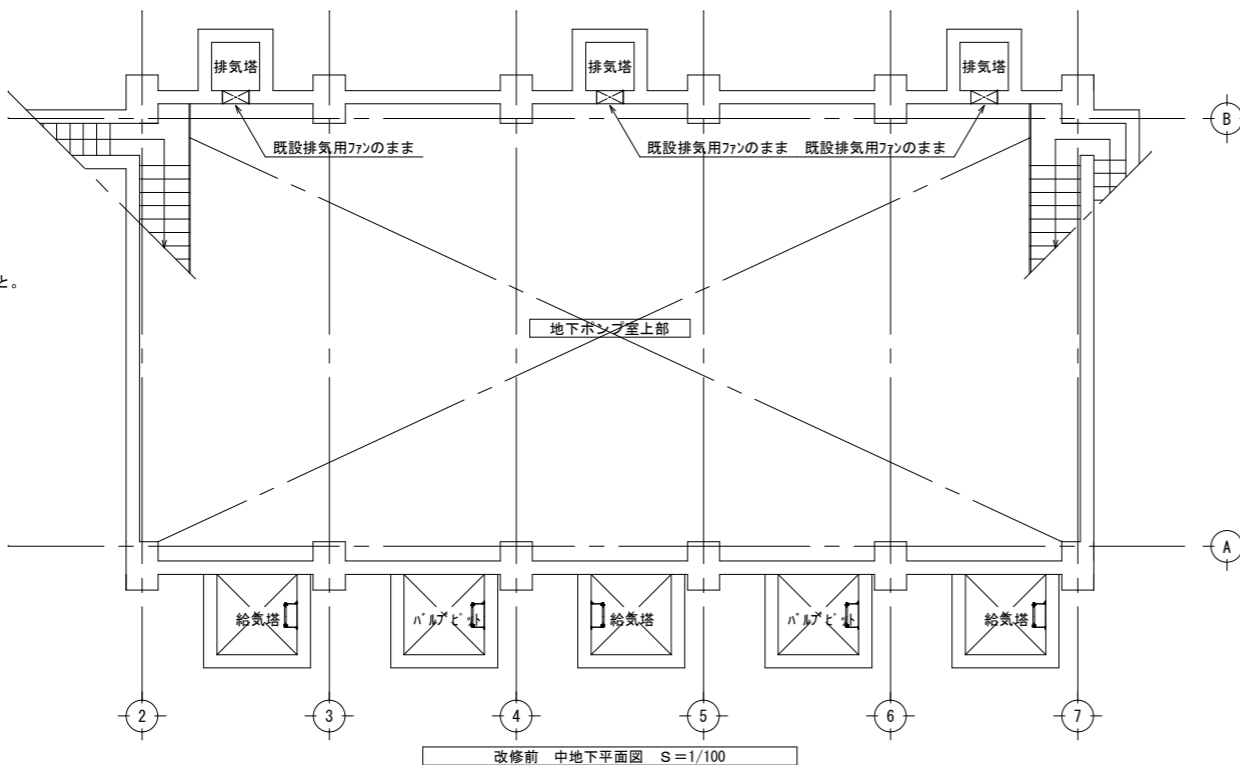 排気塔
排気塔
排気塔
B
既設排気用ファンのまま
既設排気用ファンのまま
既設排気用ファンのまま
と。
地下ポンプ室上部
A
給気塔
バルブピット
給気塔
バルブピット
給気塔
2
3
4
5
6
7
改修前 中地下平面図 S=1/100